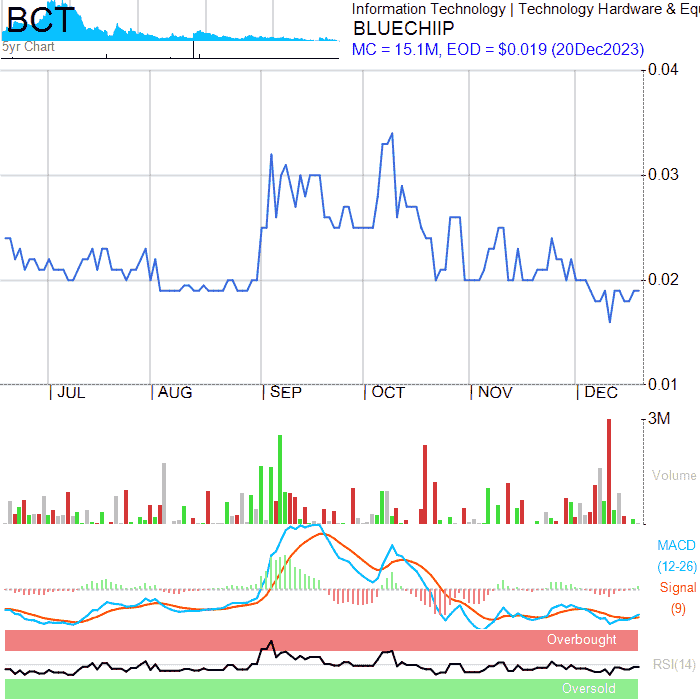 BCT
5yr Chart
Information Technology | Technology Hardware & Equ
BLUECHIIP
MC = 15.1M, EOD = $0.019 (20Dec2023)
0.04
0.03
0.02
0.01
JUL
AUG
SEP
OCT
NOV
DEC
3M
Volume
MACD
(12-26)
Signal
(9)
Overbought
RSI(14)
Oversold